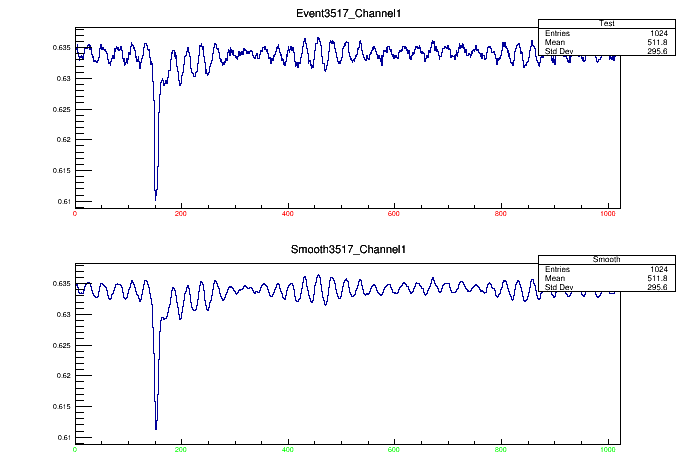 Event3517_Channel1
Test
Entries 1024
Mean 511.8
Std Dev 295.6
0.635
0.63
0.625
0.62
0.615
0.61
0 200 400 600 800 1000
Smooth3517_Channel1
Smooth
Entries 1024
Mean 511.8
Std Dev 295.6
0.635
0.63
0.625
0.62
0.615
0.61
0 200 400 600 800 1000